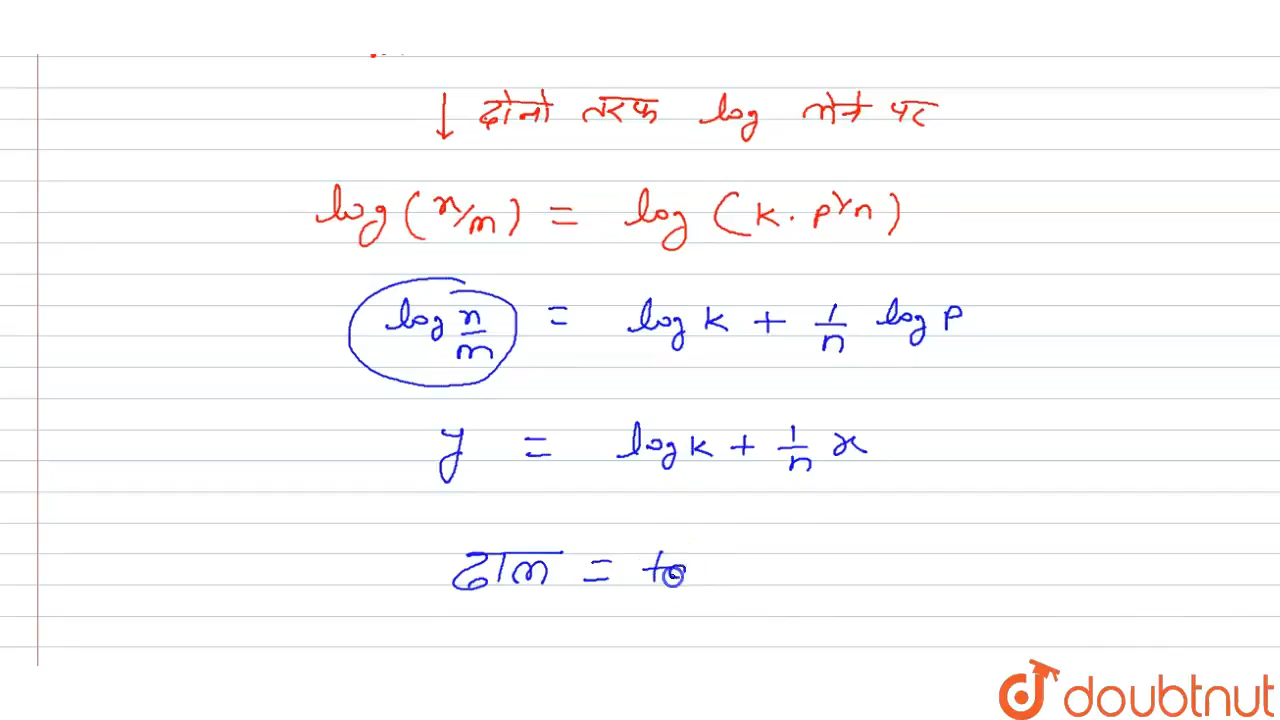 ↓ दोनो तरफ log लेने पर
log (x/m) = log (k. p^1/n)
log x/m = log k + 1/n log p
y = log k + 1/n x
ढाल = ta
doubtnut